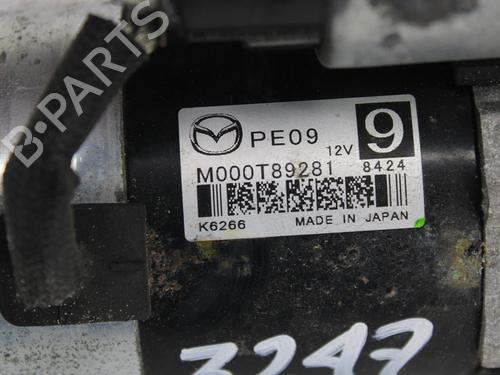 PE09
12V
9
M000T89281
8424
K6266
MADE IN JAPAN
3247
B-PARTS